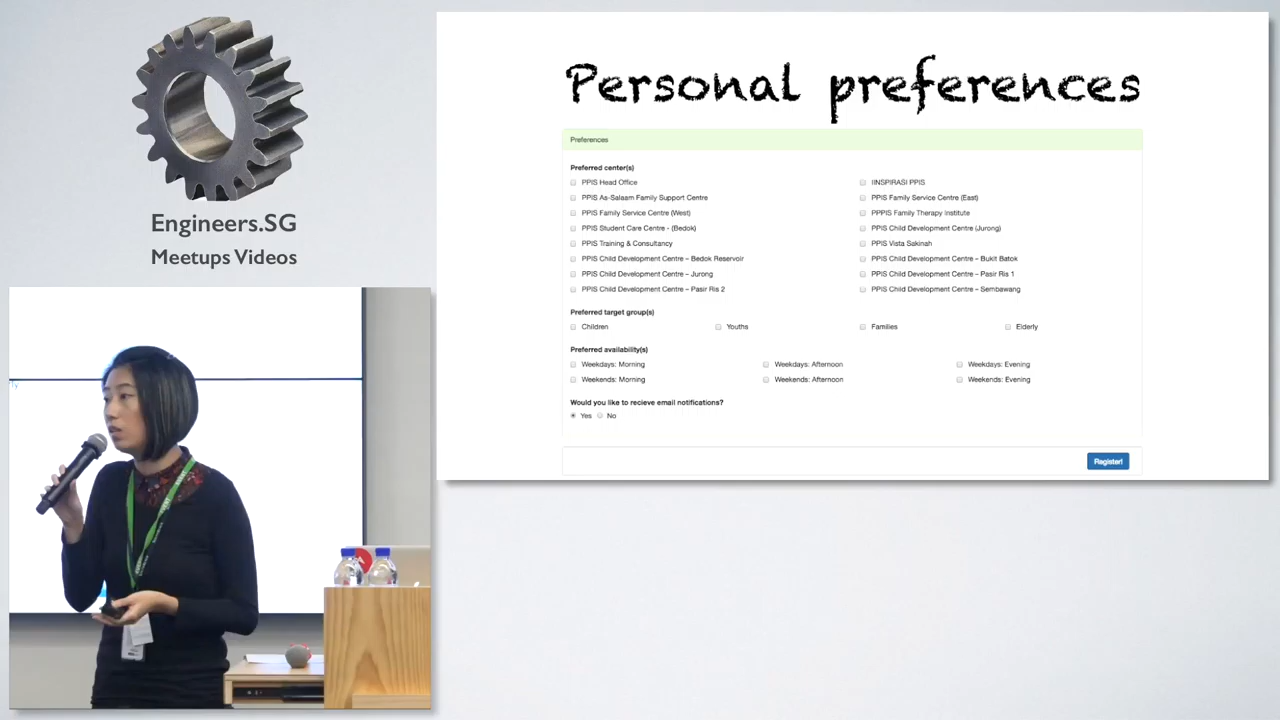 Engineers.SG
Meetups Videos
Personal preferences
Preferences
Preferred center(s)
PPIS Head Office
IINSPIRASI PPIS
PPIS As-Salaam Family Support Centre
PPIS Family Service Centre (East)
PPIS Family Service Centre (West)
PPPIS Family Therapy Institute
PPIS Student Care Centre - (Bedok)
PPIS Child Development Centre (Jurong)
PPIS Training & Consultancy
PPIS Vista Sakinah
PPIS Child Development Centre – Bedok Reservoir
PPIS Child Development Centre – Bukit Batok
PPIS Child Development Centre – Jurong
PPIS Child Development Centre – Pasir Ris 1
PPIS Child Development Centre – Pasir Ris 2
PPIS Child Development Centre – Sembawang
Preferred target group(s)
Children Youths Families Elderly
Preferred availability(s)
Weekdays: Morning Weekdays: Afternoon Weekdays: Evening
Weekends: Morning Weekends: Afternoon Weekends: Evening
Would you like to recieve email notifications?
Yes No
Register!